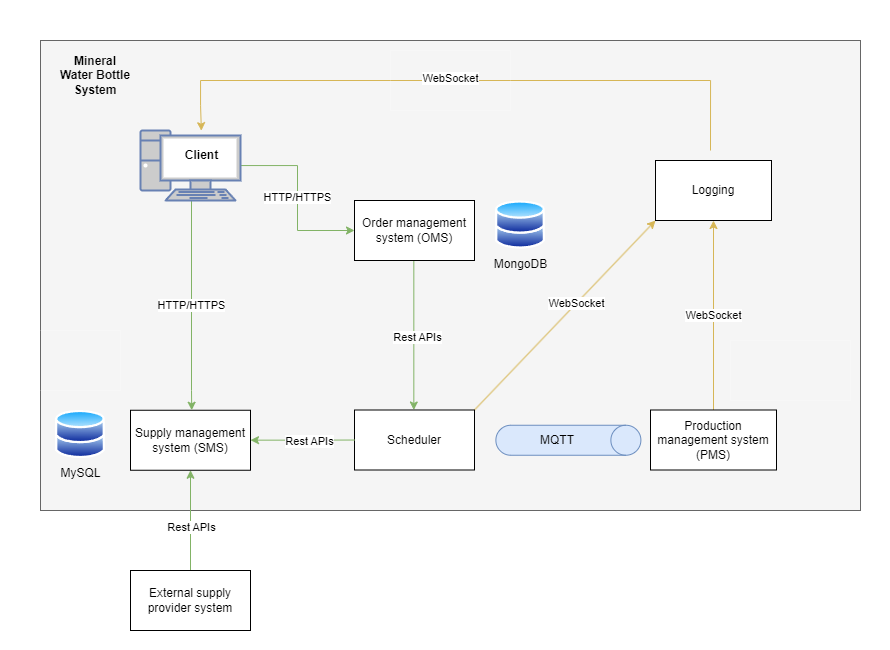 Mineral
Water Bottle
System
WebSocket
Client
Logging
HTTP/HTTPS
Order management
system (OMS)
MongoDB
HTTP/HTTPS
WebSocket
WebSocket
Rest APIs
MySQL
Supply management
system (SMS)
Rest APIs
Scheduler
MQTT
Production
management system
(PMS)
Rest APIs
External supply
provider system